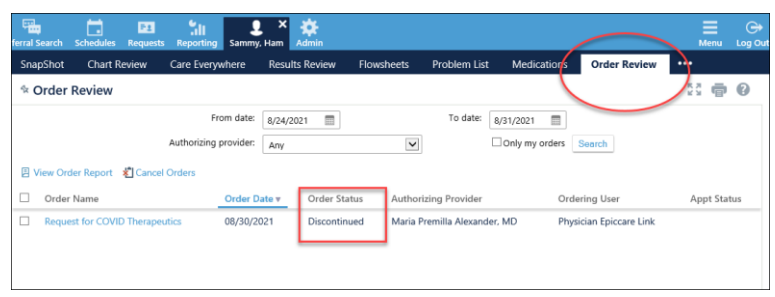 ferral Search Schedules Requests Reporting Sammy, Ham Admin Menu Log Out
SnapShot Chart Review Care Everywhere Results Review Flowsheets Problem List Medications Order Review
Order Review
From date: 8/24/2021 To date: 8/31/2021
Authorizing provider: Any Only my orders Search
View Order Report Cancel Orders
Order Name Order Date Order Status Authorizing Provider Ordering User Appt Status
Request for COVID Therapeutics 08/30/2021 Discontinued Maria Premilla Alexander, MD Physician Epiccare Link